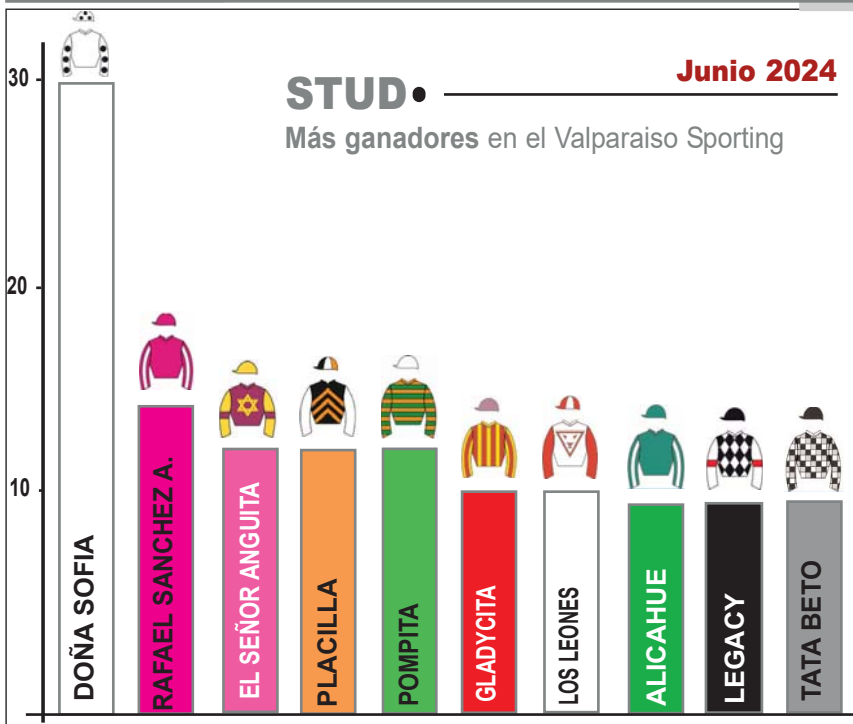 Junio 2024
STUD•
Más ganadores en el Valparaiso Sporting
30
20
10
DOÑA SOFIA
RAFAEL SANCHEZ A.
EL SEÑOR ANGUITA
PLACILLA
POMPITA
GLADYCITA
LOS LEONES
ALICAHUE
LEGACY
TATA BETO